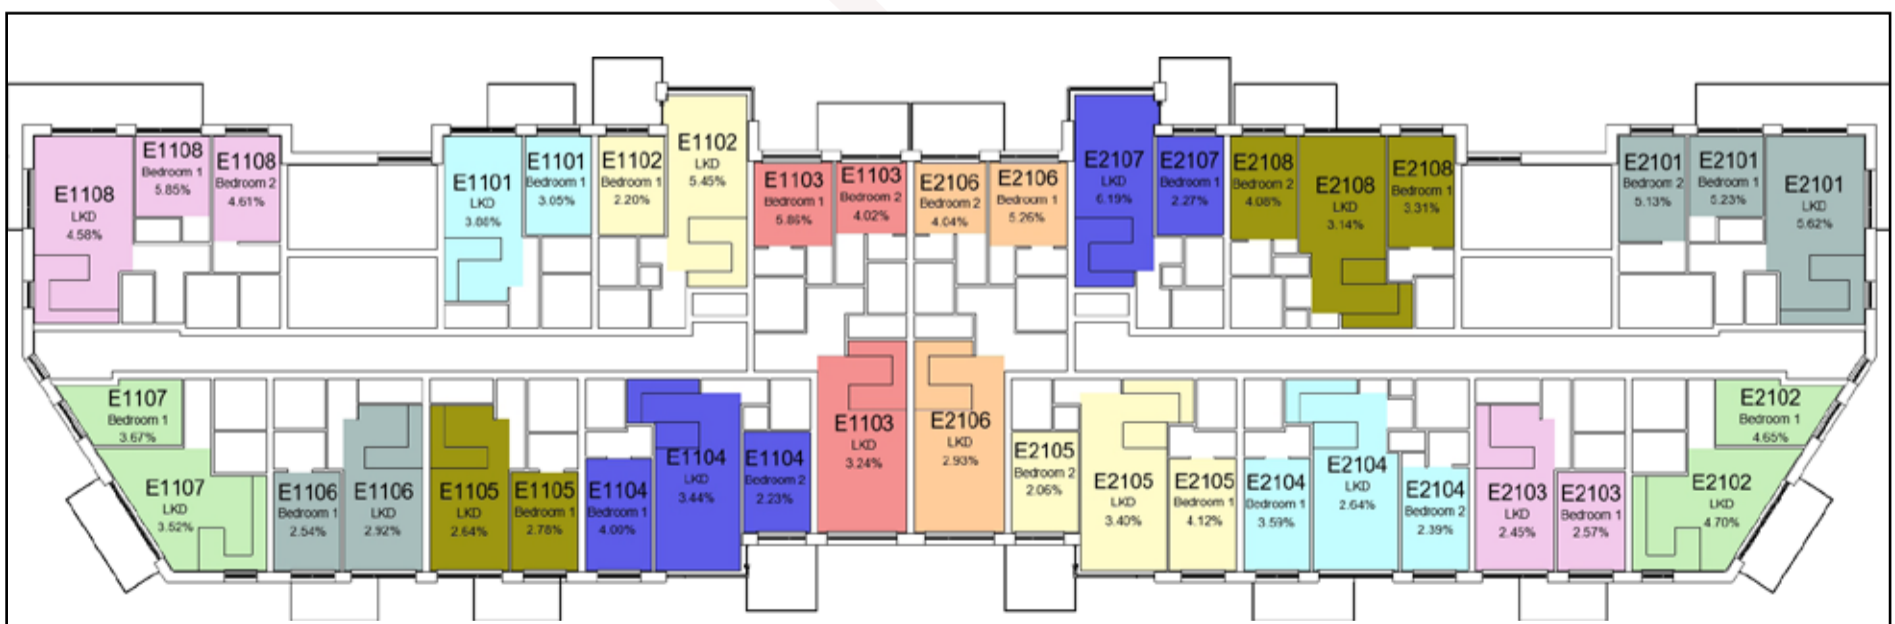 E1108
LKD
4.58%
E1108
Bedroom 1
5.85%
E1108
Bedroom 2
4.61%
E1101
LKD
3.88%
E1101
Bedroom 1
3.05%
E1102
Bedroom 1
2.20%
E1102
LKD
5.45%
E1103
Bedroom 1
5.86%
E1103
Bedroom 2
4.02%
E2106
Bedroom 2
4.04%
E2106
Bedroom 1
5.26%
E2107
LKD
6.19%
E2107
Bedroom 1
2.27%
E2108
Bedroom 2
4.08%
E2108
LKD
3.14%
E2108
Bedroom 1
3.31%
E2101
Bedroom 2
5.13%
E2101
Bedroom 1
5.23%
E2101
LKD
5.62%
E1107
Bedroom 1
3.67%
E1107
LKD
3.52%
E1106
Bedroom 1
2.54%
E1106
LKD
2.92%
E1105
LKD
2.64%
E1105
Bedroom 1
2.78%
E1104
Bedroom 1
4.00%
E1104
LKD
3.44%
E1104
Bedroom 2
2.23%
E1103
LKD
3.24%
E2106
LKD
2.93%
E2105
Bedroom 2
2.06%
E2105
LKD
3.40%
E2105
Bedroom 1
4.12%
E2104
Bedroom 1
3.59%
E2104
LKD
2.64%
E2104
Bedroom 2
2.39%
E2103
LKD
2.45%
E2103
Bedroom 1
2.57%
E2102
Bedroom 1
4.65%
E2102
LKD
4.70%